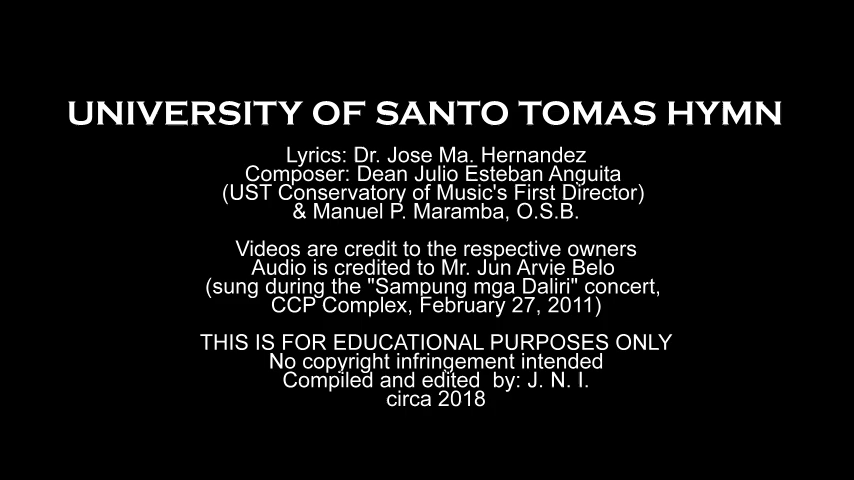 UNIVERSITY OF SANTO TOMAS HYMN
Lyrics: Dr. Jose Ma. Hernandez
Composer: Dean Julio Esteban Anguita
(UST Conservatory of Music's First Director)
& Manuel P. Maramba, O.S.B.
Videos are credit to the respective owners
Audio is credited to Mr. Jun Arvie Belo
(sung during the "Sampung mga Daliri" concert,
CCP Complex, February 27, 2011)
THIS IS FOR EDUCATIONAL PURPOSES ONLY
No copyright infringement intended
Compiled and edited  by: J. N. I.
circa 2018